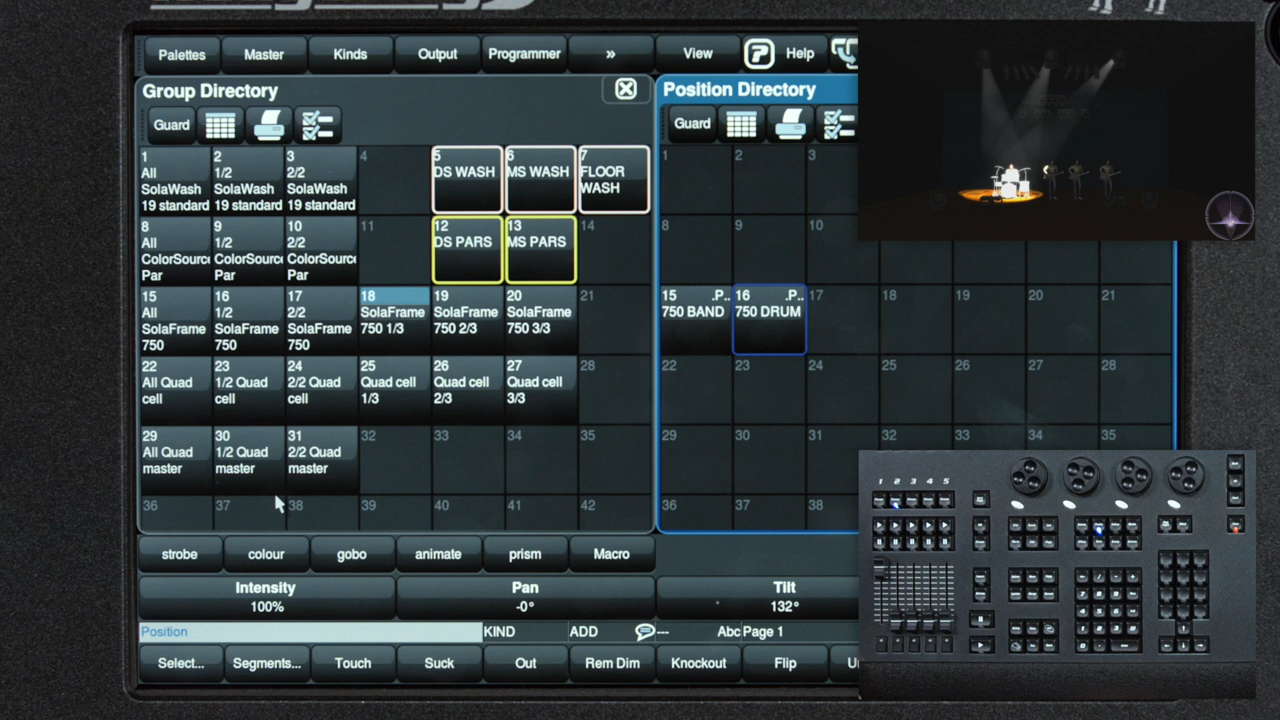 Palettes Master Kinds Output Programmer » View Help
Group Directory
Position Directory
Guard
Guard
1 All SolaWash 19 standard
2 1/2 SolaWash 19 standard
3 2/2 SolaWash 19 standard
4
5 DS WASH
6 MS WASH
7 FLOOR WASH
8 All ColorSource Par
9 1/2 ColorSource Par
10 2/2 ColorSource Par
11
12 DS PARS
13 MS PARS
14
15 All SolaFrame 750
16 1/2 SolaFrame 750
17 2/2 SolaFrame 750
18 SolaFrame 750 1/3
19 SolaFrame 750 2/3
20 SolaFrame 750 3/3
21
22 All Quad cell
23 1/2 Quad cell
24 2/2 Quad cell
25 Quad cell 1/3
26 Quad cell 2/3
27 Quad cell 3/3
28
29 All Quad master
30 1/2 Quad master
31 2/2 Quad master
32
33
34
35
36 37 38 39 40 41 42
1 2 3
8 9 10
15 .P.. 750 BAND
16 .P.. 750 DRUM
17 18 19 20 21
22 23 24 25 26 27 28
29 30 31 32 33 34 35
36 37 38
strobe colour gobo animate prism Macro
Intensity 100%
Pan -0°
Tilt 132°
Position KIND ADD --- Abc Page 1
Select... Segments... Touch Suck Out Rem Dim Knockout Flip
1 2 3 4 5